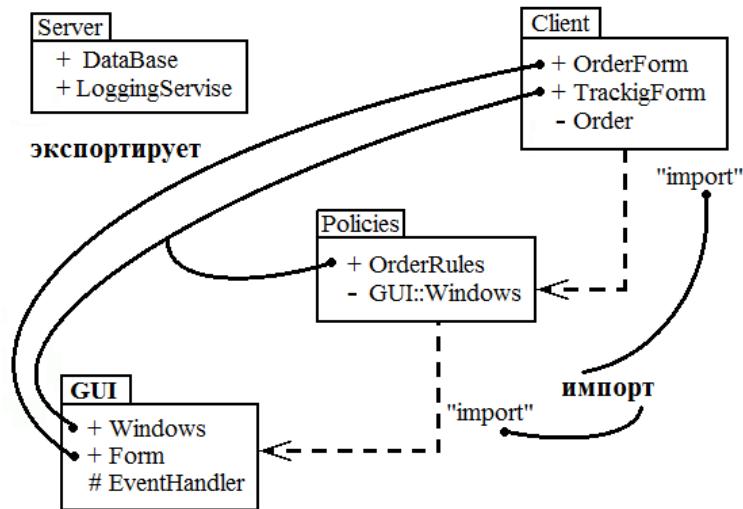 Server
+ DataBase
+ LoggingServise
Client
+ OrderForm
+ TrackigForm
- Order
экспортирует
"import"
Policies
+ OrderRules
- GUI::Windows
импорт
"import"
GUI
+ Windows
+ Form
# EventHandler